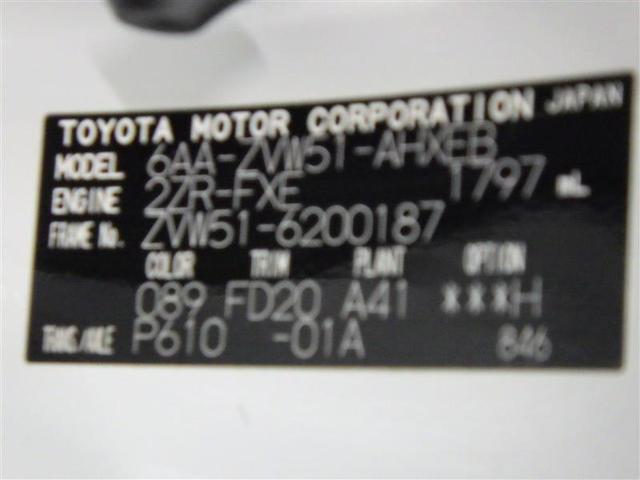 TOYOTA MOTOR CORPORATION JAPAN
MODEL 6AA-ZVW51-AHXEB
ENGINE 2ZR-FXE 1797 mL
FRAME No. ZVW51-6200187
COLOR TRIM PLANT OPTION
089 FD20 A41 ***H
TRANS/AXLE P610 -01A 846